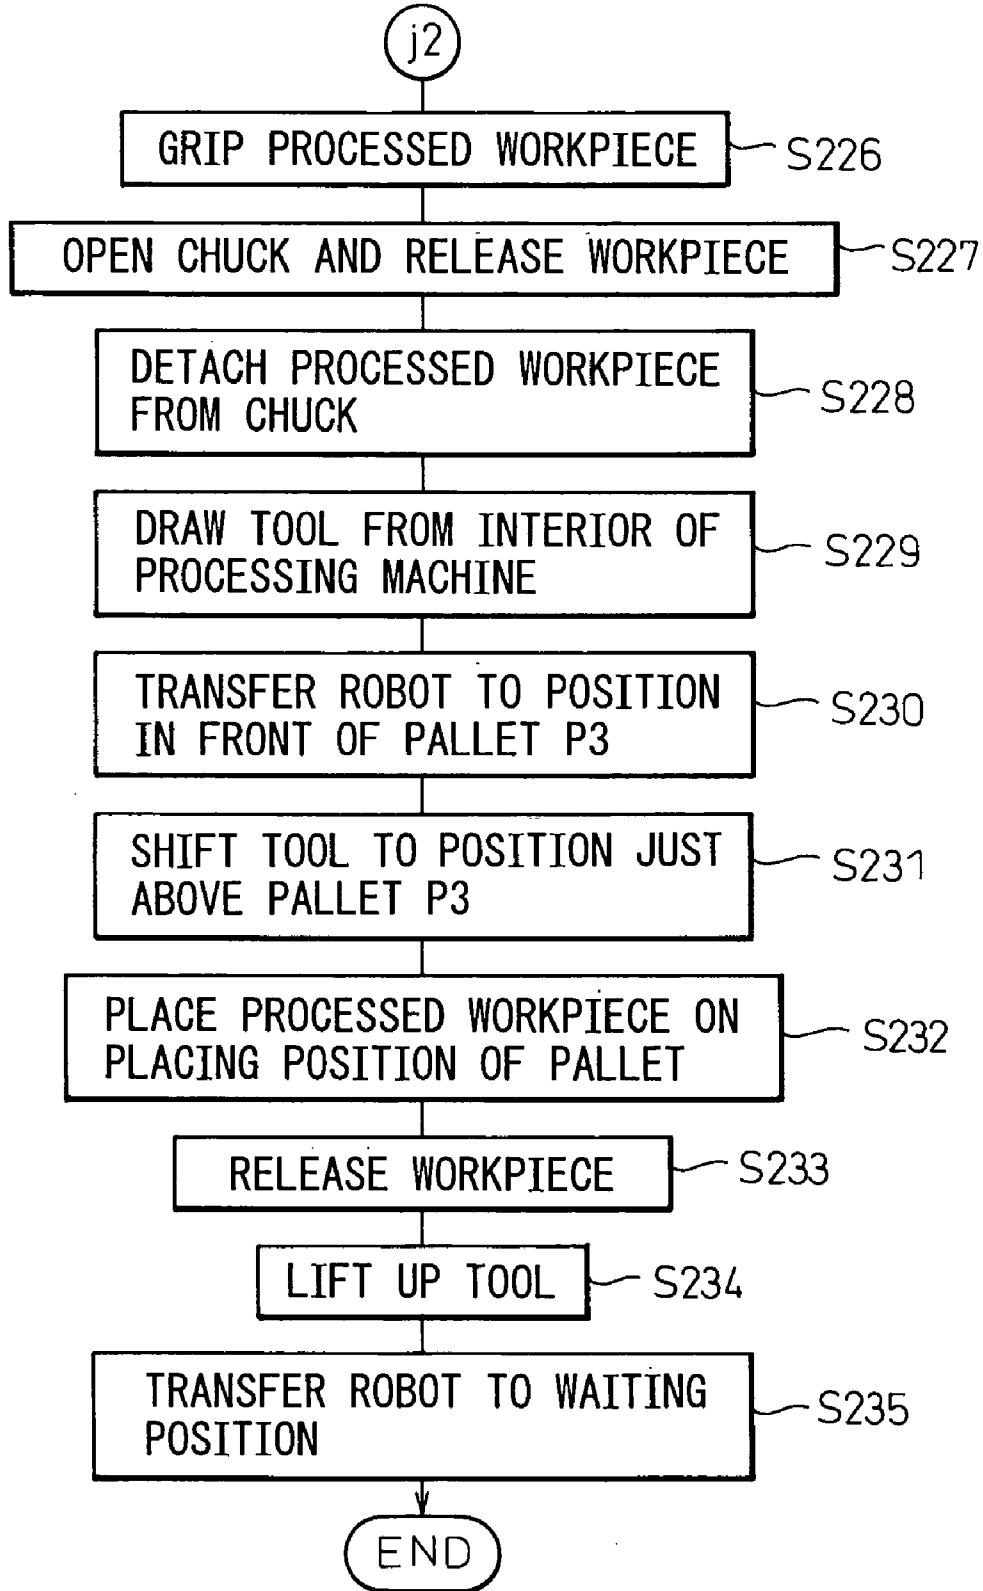 j2
GRIP PROCESSED WORKPIECE
S226
OPEN CHUCK AND RELEASE WORKPIECE
S227
DETACH PROCESSED WORKPIECE
FROM CHUCK
S228
DRAW TOOL FROM INTERIOR OF
PROCESSING MACHINE
S229
TRANSFER ROBOT TO POSITION
IN FRONT OF PALLET P3
S230
SHIFT TOOL TO POSITION JUST
ABOVE PALLET P3
S231
PLACE PROCESSED WORKPIECE ON
PLACING POSITION OF PALLET
S232
RELEASE WORKPIECE
S233
LIFT UP TOOL
S234
TRANSFER ROBOT TO WAITING
POSITION
S235
END